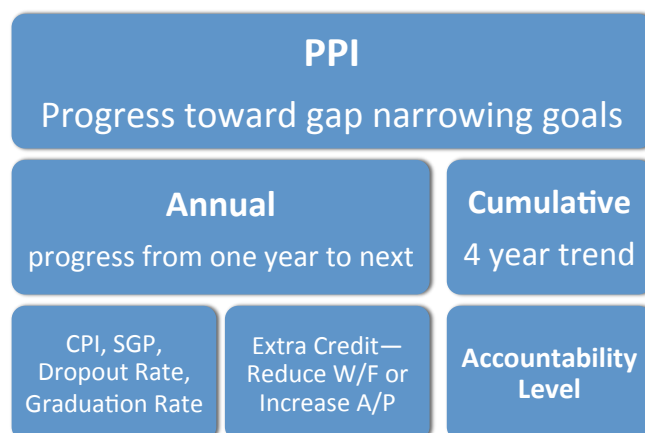 PPI
Progress toward gap narrowing goals
Annual
progress from one year to next
Cumulative
4 year trend
CPI, SGP,
Dropout Rate,
Graduation Rate
Extra Credit—
Reduce W/F or
Increase A/P
Accountability
Level